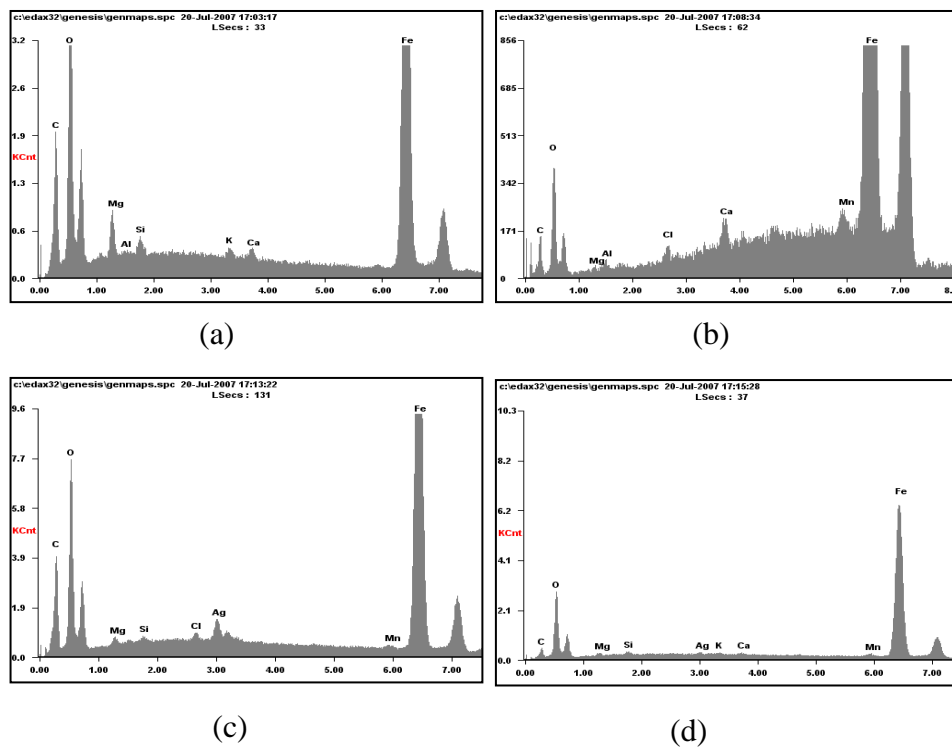 c:\edax32\genesis\genmaps.spc 20-Jul-2007 17:03:17
LSecs : 33
3.2
2.6
1.9
1.3
0.6
0.0
KCnt
C
O
Mg
Al
Si
K
Ca
Fe
0.00 1.00 2.00 3.00 4.00 5.00 6.00 7.00
(a)
c:\edax32\genesis\genmaps.spc 20-Jul-2007 17:08:34
LSecs : 62
856
685
513
342
171
0
C
O
Mg
Al
Cl
Ca
Mn
Fe
0.00 1.00 2.00 3.00 4.00 5.00 6.00 7.00 8.
(b)
c:\edax32\genesis\genmaps.spc 20-Jul-2007 17:13:22
LSecs : 131
9.6
7.7
5.8
3.9
1.9
0.0
KCnt
C
O
Mg
Si
Cl
Ag
Mn
Fe
0.00 1.00 2.00 3.00 4.00 5.00 6.00 7.00
(c)
c:\edax32\genesis\genmaps.spc 20-Jul-2007 17:15:28
LSecs : 37
10.3
8.2
6.2
4.1
2.1
0.0
KCnt
C
O
Mg
Si
Ag
K
Ca
Mn
Fe
0.00 1.00 2.00 3.00 4.00 5.00 6.00 7.00
(d)